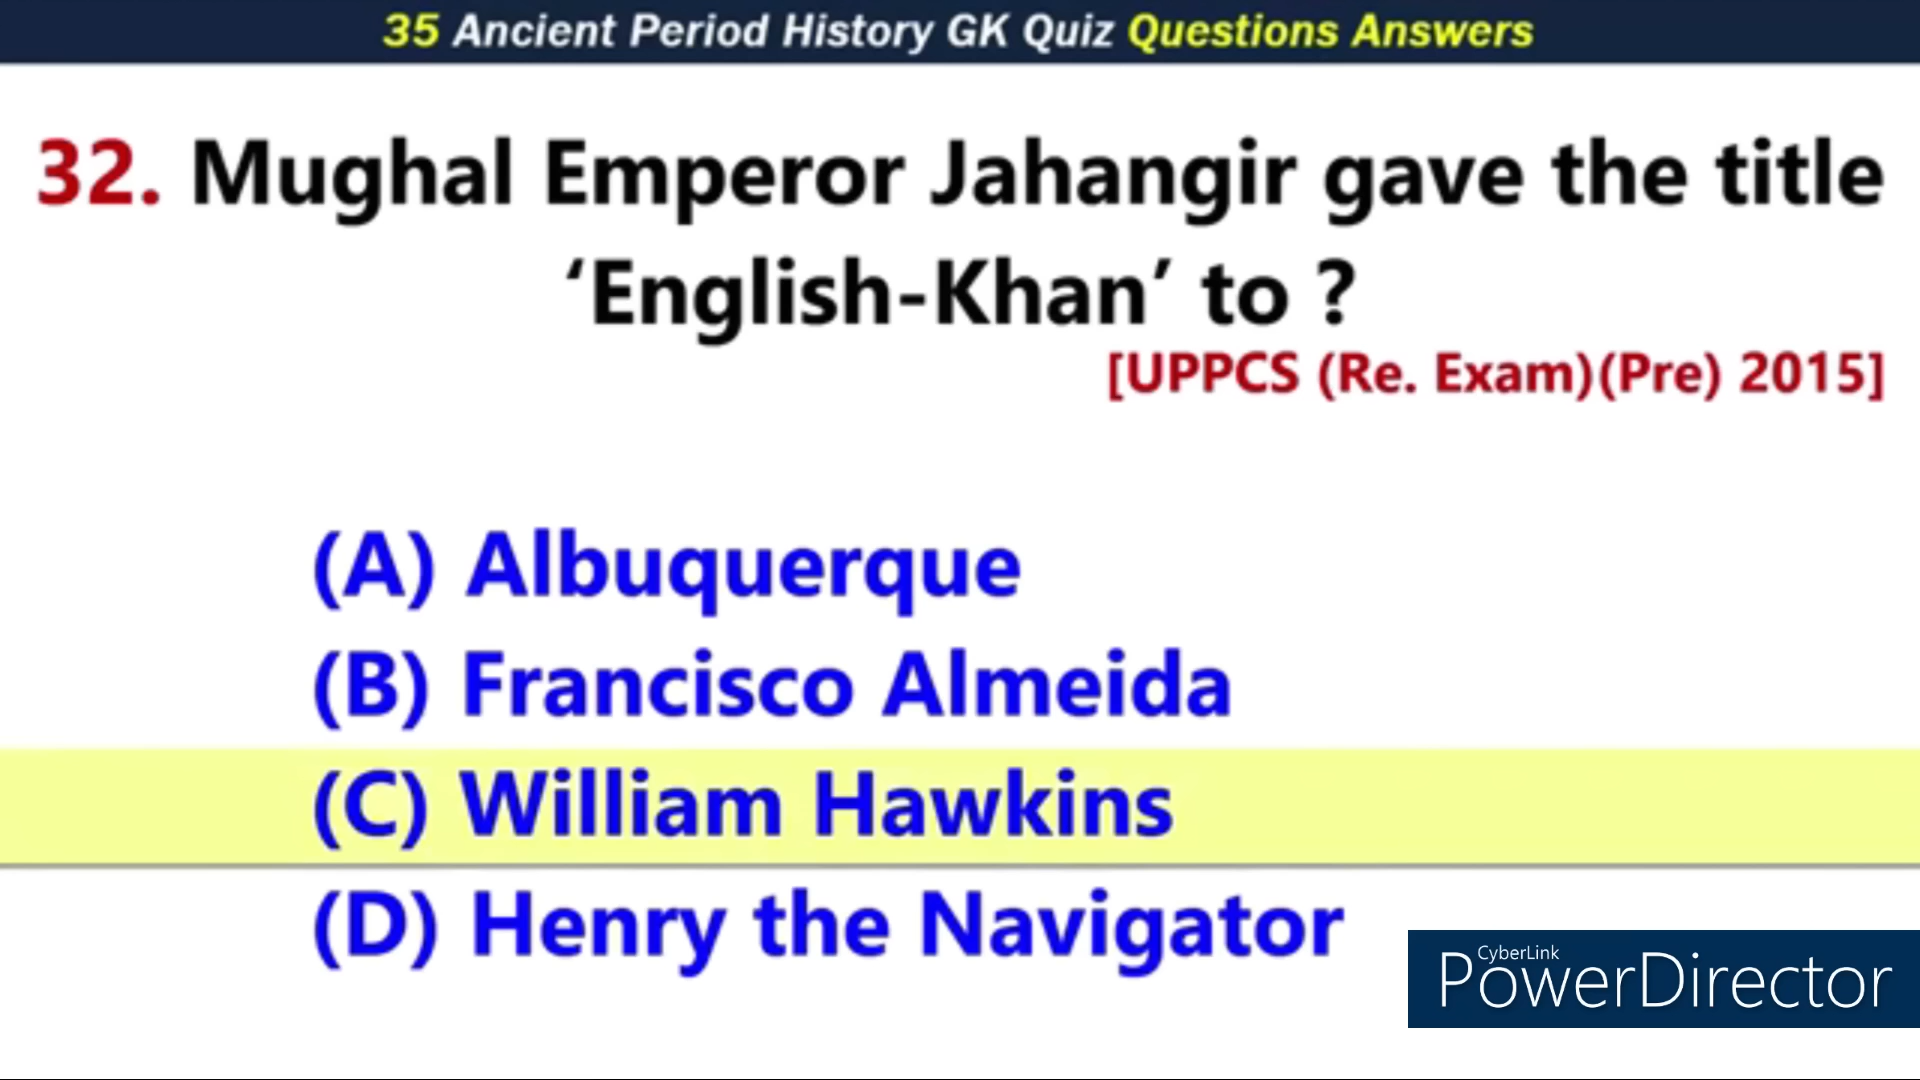 35 Ancient Period History GK Quiz Questions Answers
32. Mughal Emperor Jahangir gave the title
‘English-Khan’ to ?
[UPPCS (Re. Exam)(Pre) 2015]
(A) Albuquerque
(B) Francisco Almeida
(C) William Hawkins
(D) Henry the Navigator
CyberLink
PowerDirector